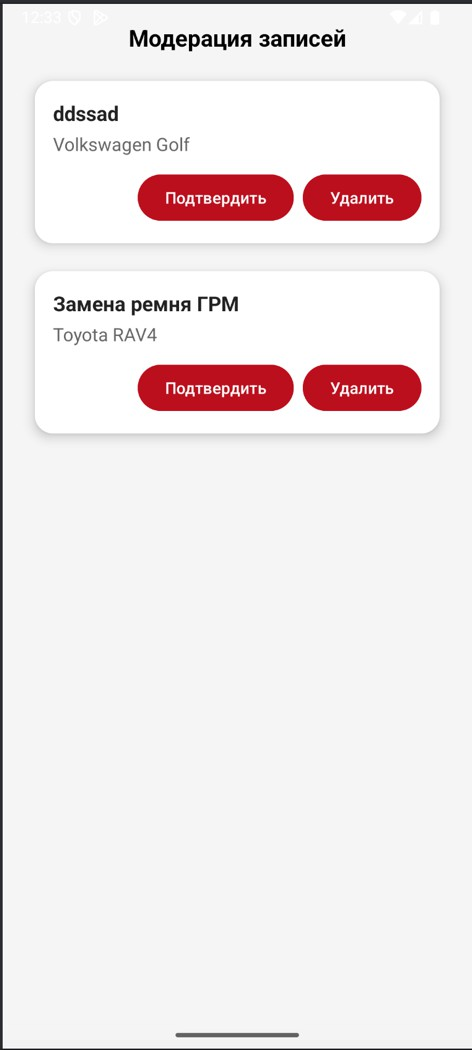 12:33
Модерация записей
ddssad
Volkswagen Golf
Подтвердить Удалить
Замена ремня ГРМ
Toyota RAV4
Подтвердить Удалить